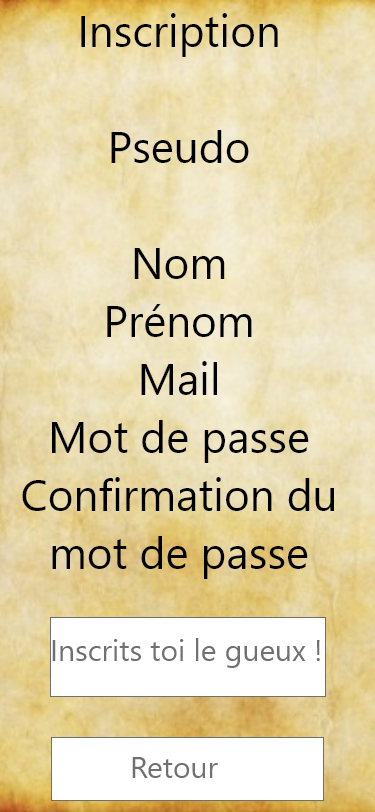 Inscription
Pseudo
Nom
Prénom
Mail
Mot de passe
Confirmation du
mot de passe
Inscrits toi le gueux !
Retour